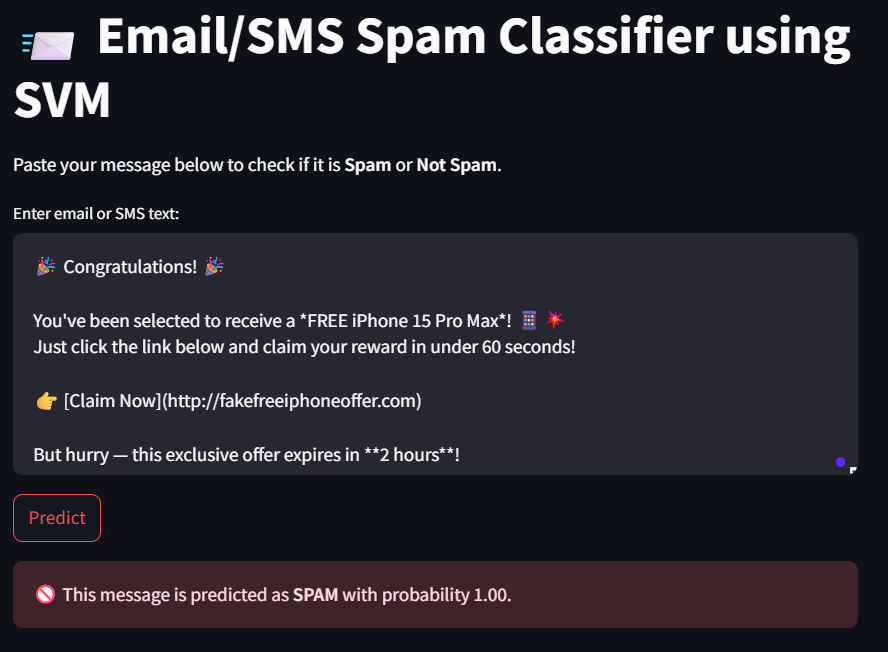 📨 Email/SMS Spam Classifier using
SVM
Paste your message below to check if it is Spam or Not Spam.
Enter email or SMS text:
🎉 Congratulations! 🎉
You've been selected to receive a *FREE iPhone 15 Pro Max*! 📱 💥
Just click the link below and claim your reward in under 60 seconds!
👉 [Claim Now](http://fakefreeiphoneoffer.com)
But hurry — this exclusive offer expires in **2 hours**!
Predict
🚫 This message is predicted as SPAM with probability 1.00.